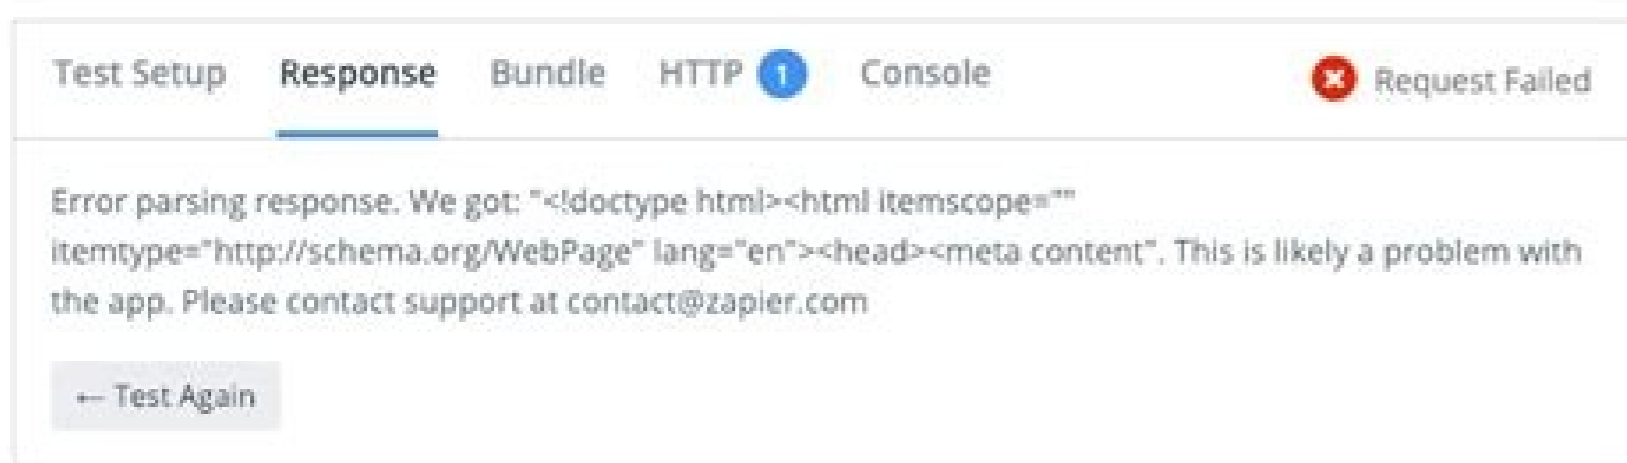 Test Setup Response Bundle HTTP 1 Console Request Failed
Error parsing response. We got: "<!doctype html><html itemscope=""
itemtype="http://schema.org/WebPage" lang="en"><head><meta content". This is likely a problem with
the app. Please contact support at contact@zapier.com
← Test Again